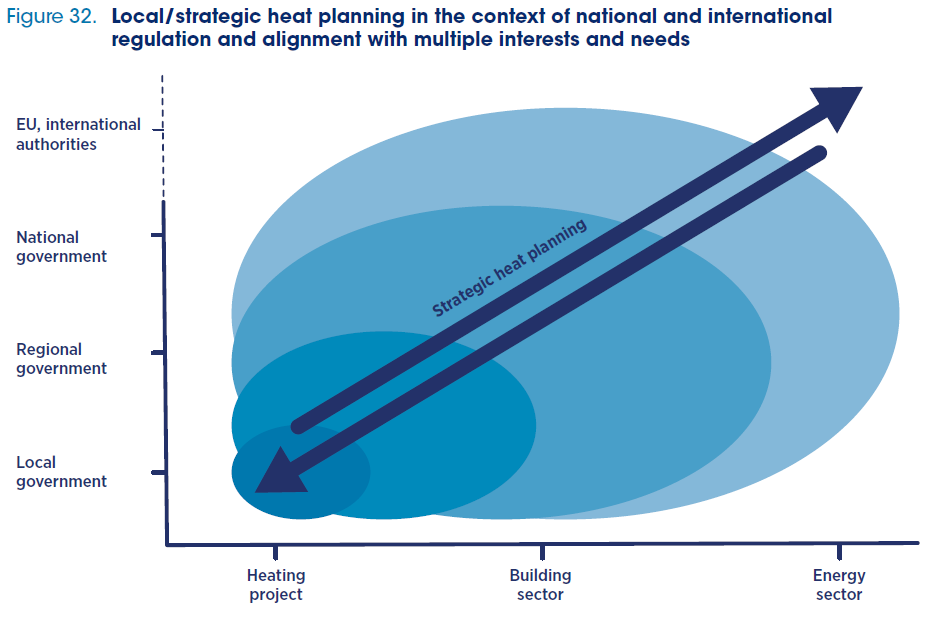 Figure 32. Local/strategic heat planning in the context of national and international
regulation and alignment with multiple interests and needs
EU, international
authorities
National
government
Regional
government
Local
government
Strategic heat planning
Heating
project
Building
sector
Energy
sector